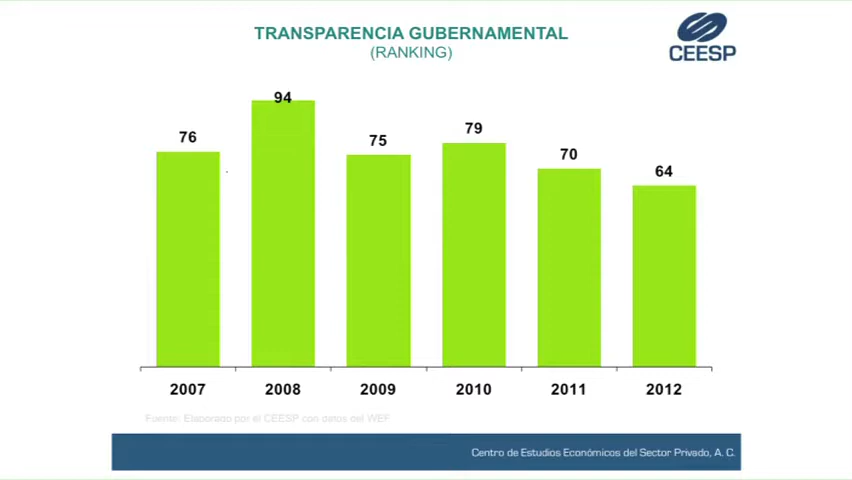 TRANSPARENCIA GUBERNAMENTAL
(RANKING)
CEESP
76
94
75
79
70
64
2007
2008
2009
2010
2011
2012
Fuente: Elaborado por el CEESP con datos del WEF
Centro de Estudios Económicos del Sector Privado, A. C.